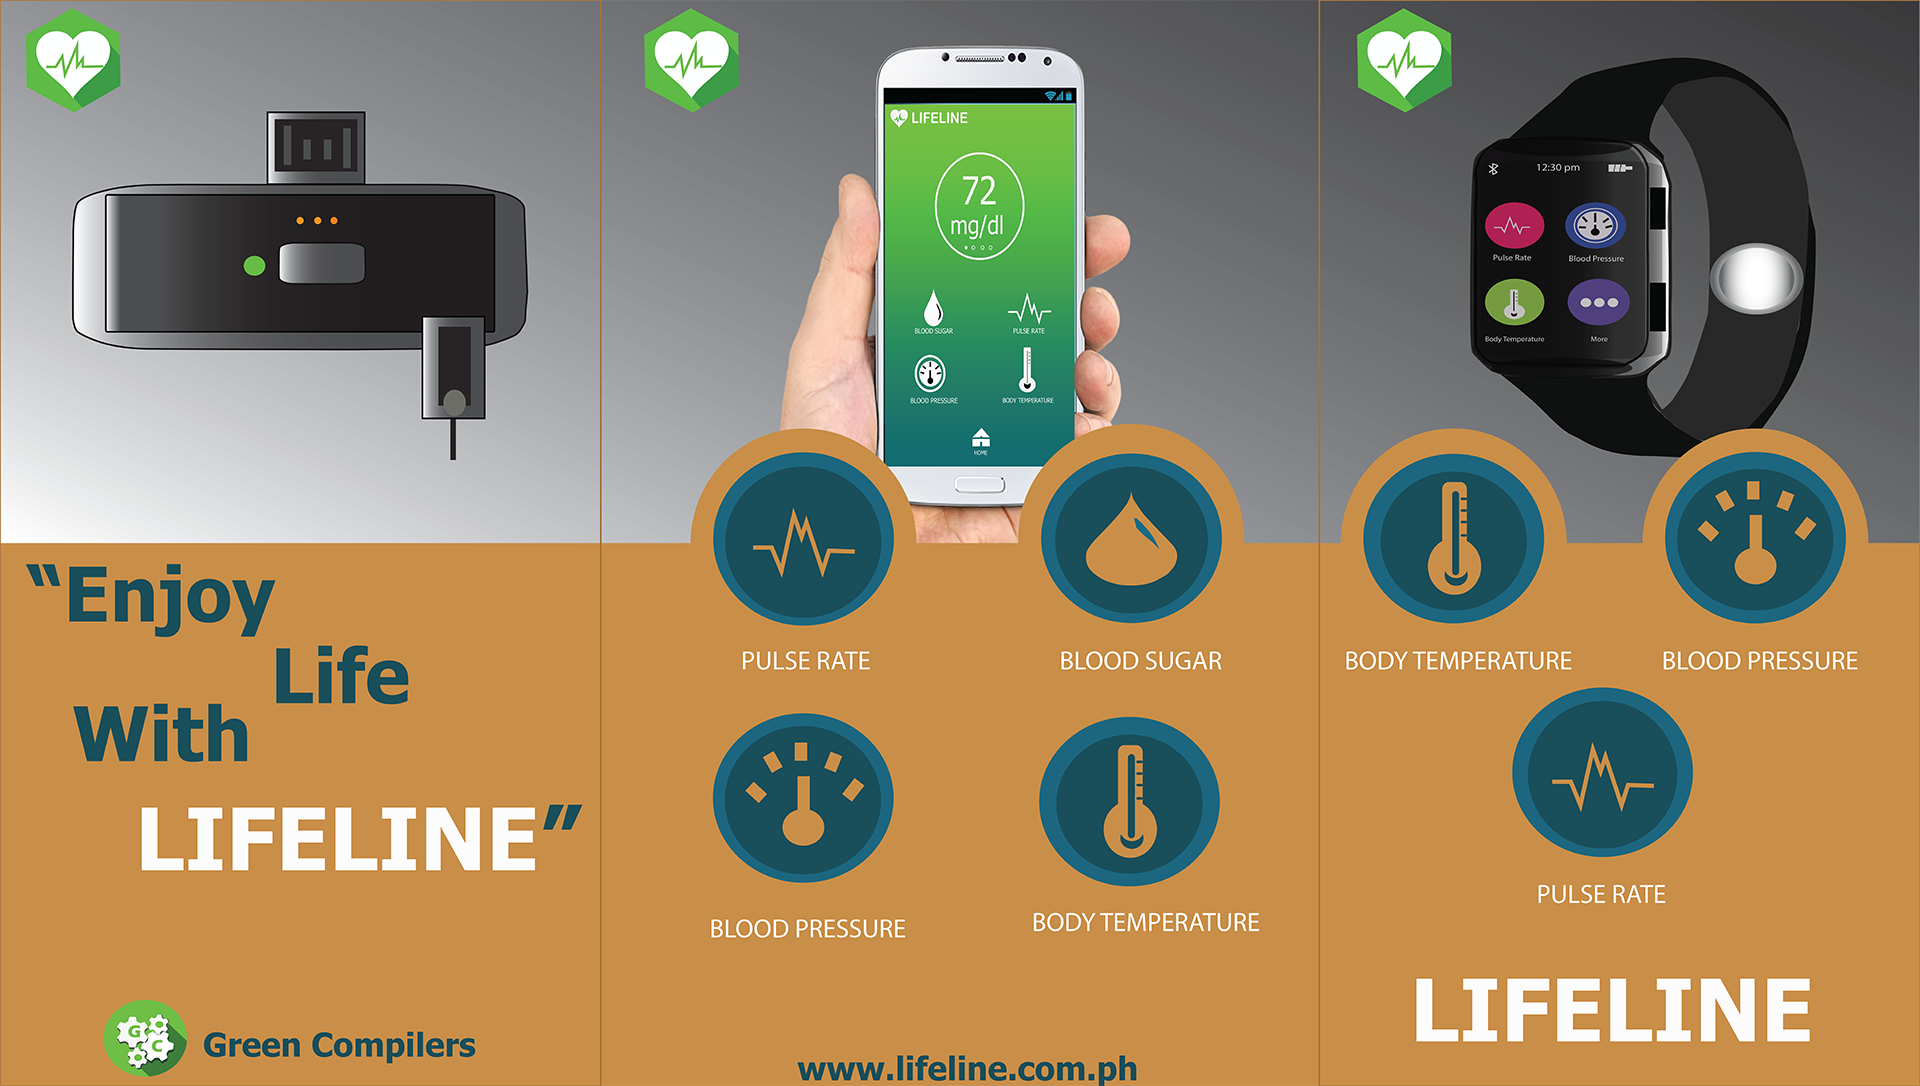 “Enjoy
Life
With
LIFELINE”
G
C
Green Compilers
LIFELINE
72
mg/dl
BLOOD SUGAR
PULSE RATE
BLOOD PRESSURE
BODY TEMPERATURE
HOME
PULSE RATE
BLOOD SUGAR
BLOOD PRESSURE
BODY TEMPERATURE
www.lifeline.com.ph
12:30 pm
Pulse Rate
Blood Pressure
Body Temperature
More
BODY TEMPERATURE
BLOOD PRESSURE
PULSE RATE
LIFELINE